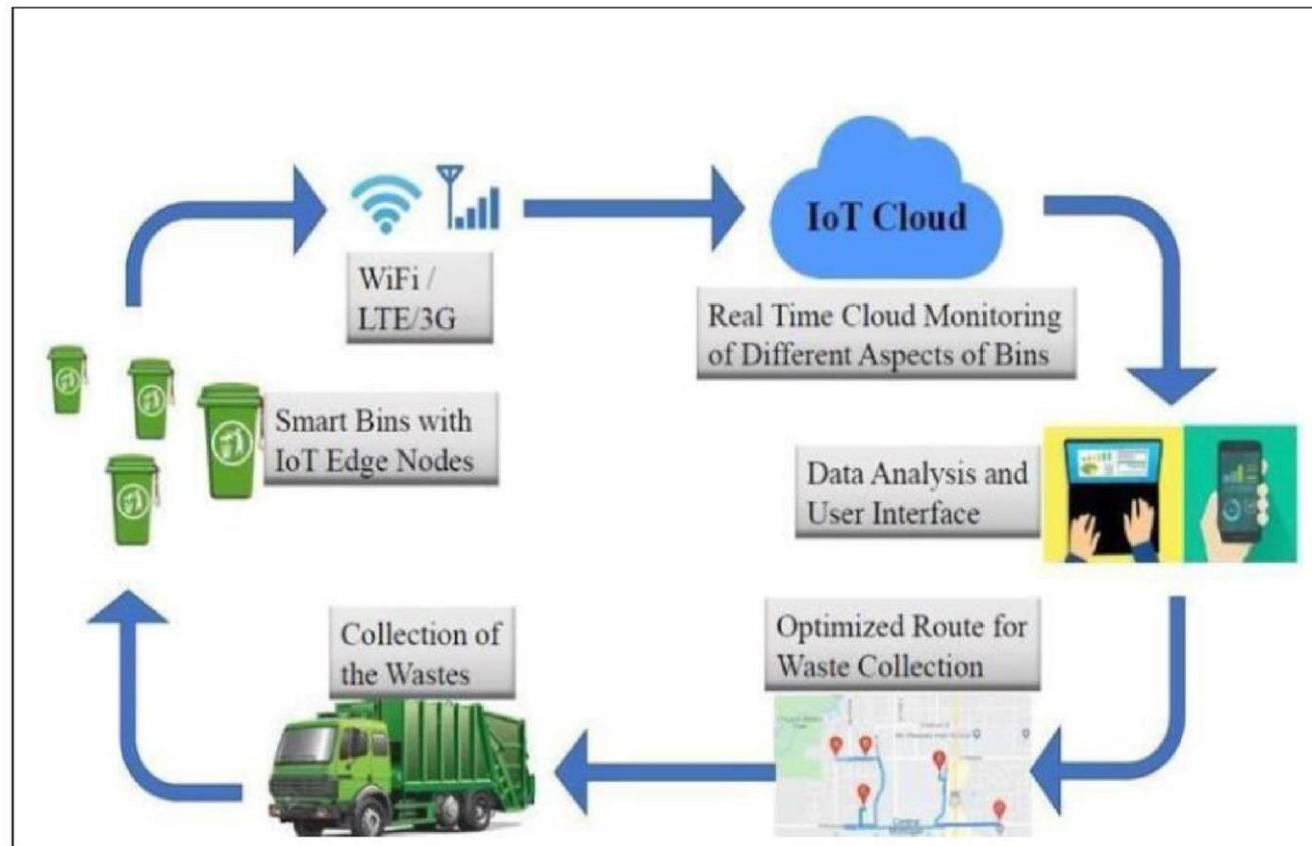 WiFi /
LTE/3G
IoT Cloud
Real Time Cloud Monitoring
of Different Aspects of Bins
Smart Bins with
IoT Edge Nodes
Data Analysis and
User Interface
Optimized Route for
Waste Collection
Collection of
the Wastes